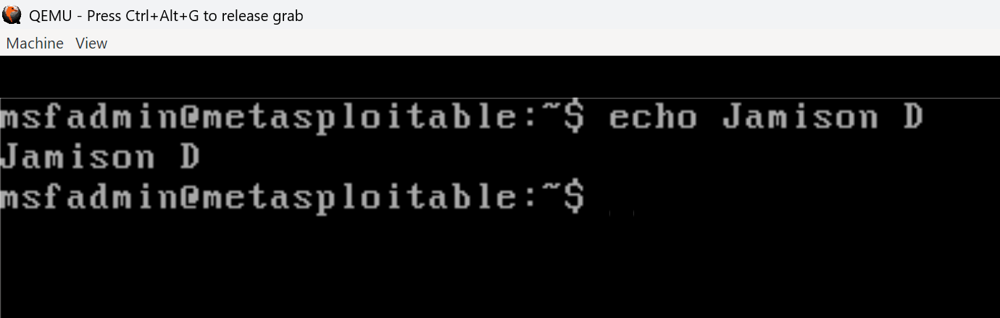 QEMU - Press Ctrl+Alt+G to release grab
Machine View
msfadmin@metasploitable:~$ echo Jamison D
Jamison D
msfadmin@metasploitable:~$